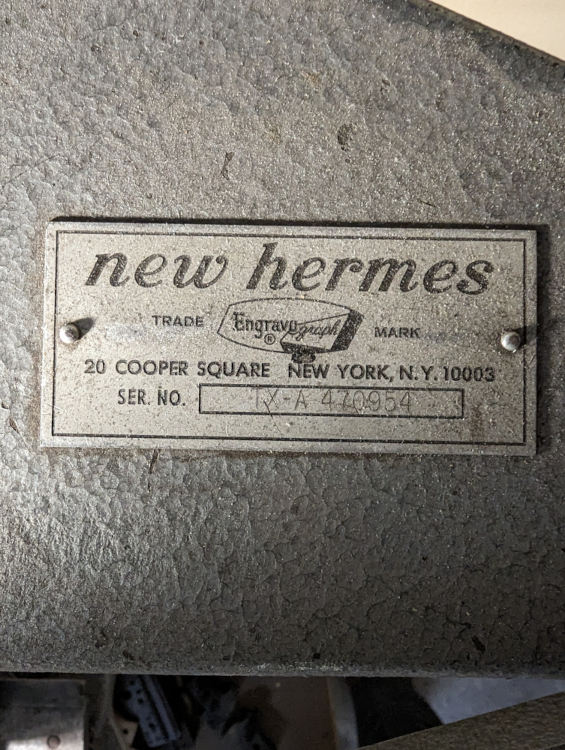 new hermes
TRADE Engravograph ® MARK
20 COOPER SQUARE NEW YORK, N.Y. 10003
SER. NO. TX-A 470954